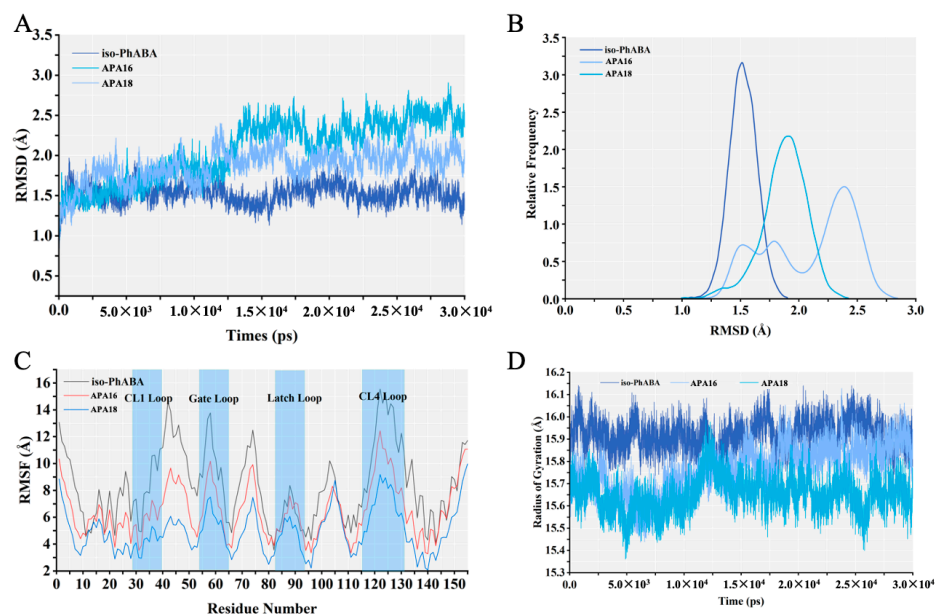 A
iso-PhABA
APA16
APA18
RMSD (Å)
3.5
3.0
2.5
2.0
1.5
1.0
0.5
0.0 5.0×10³ 1.0×10⁴ 1.5×10⁴ 2.0×10⁴ 2.5×10⁴ 3.0×10⁴
Times (ps)
B
iso-PhABA
APA16
APA18
Relative Frequency
3.5
3.0
2.5
2.0
1.5
1.0
0.5
0.0
0.0 0.5 1.0 1.5 2.0 2.5 3.0
RMSD (Å)
C
iso-PhABA
APA16
APA18
CL1 Loop Gate Loop Latch Loop CL4 Loop
RMSF (Å)
16
14
12
10
8
6
4
2
0 10 20 30 40 50 60 70 80 90 100 110 120 130 140 150
Residue Number
D
iso-PhABA APA16 APA18
Radius of Gyration (Å)
16.2
16.1
16.0
15.9
15.8
15.7
15.6
15.5
15.4
15.3
0.0 5.0×10³ 1.0×10⁴ 1.5×10⁴ 2.0×10⁴ 2.5×10⁴ 3.0×10⁴
Time (ps)